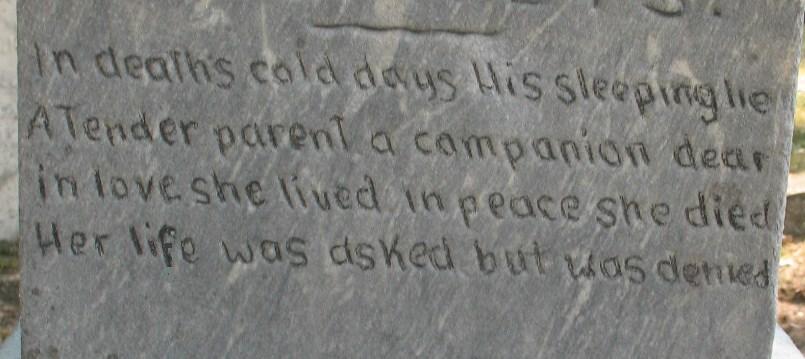 In deaths cold days His sleeping lie
A Tender parent a companion dear
in love she lived in peace she died
Her life was asked but was denied